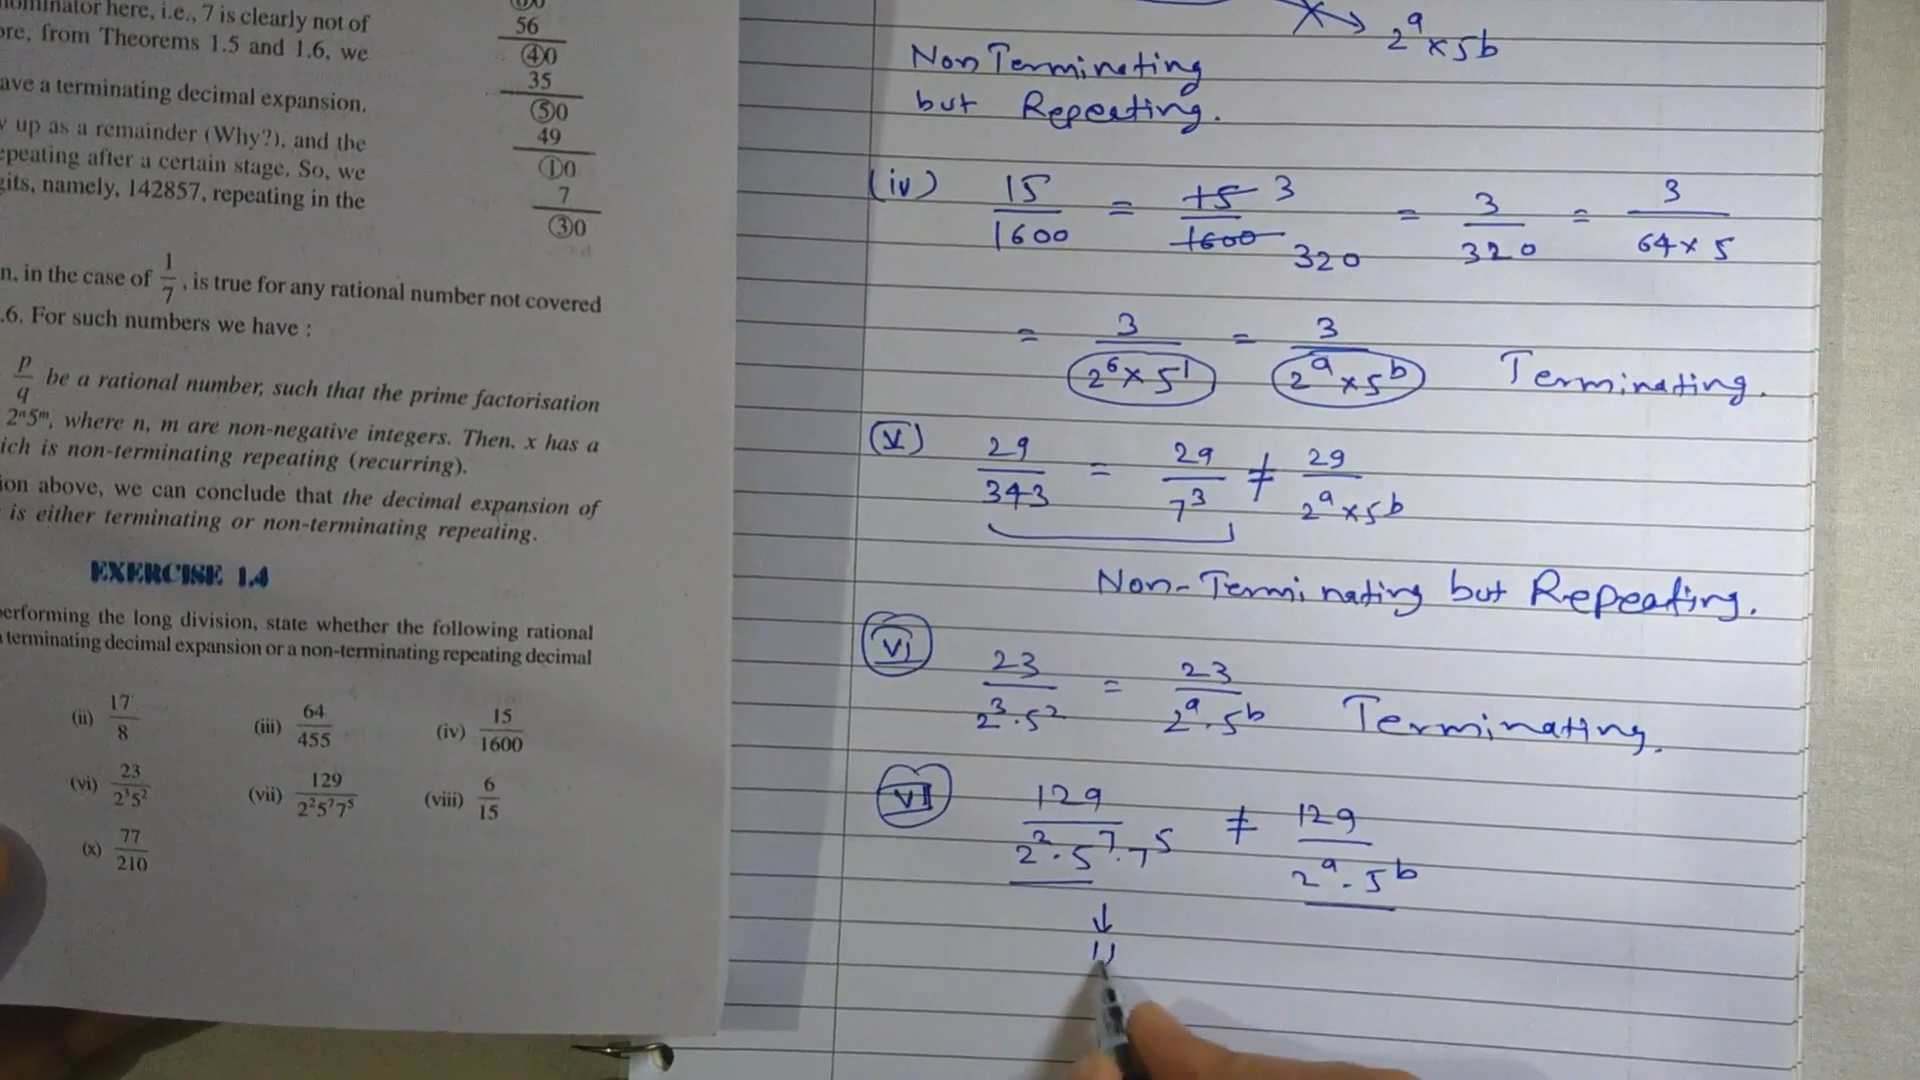 here, i.e., 7 is clearly not of
from Theorems 1.5 and 1.6, we
a terminating decimal expansion.
up as a remainder (Why?), and the
after a certain stage. So, we
namely, 142857, repeating in the
56
40
35
50
49
10
7
30
in the case of 1/7, is true for any rational number not covered
.6. For such numbers we have :
p/q be a rational number, such that the prime factorisation
2ⁿ5ᵐ, where n, m are non-negative integers. Then, x has a
is non-terminating repeating (recurring).
above, we can conclude that the decimal expansion of
is either terminating or non-terminating repeating.
EXERCISE 1.4
the long division, state whether the following rational
terminating decimal expansion or a non-terminating repeating decimal
(ii) 17/8 (iii) 64/455 (iv) 15/1600
(vi) 23/2³5² (vii) 129/2²5⁷7⁵ (viii) 6/15
(x) 77/210
2ᵃ × 5b
Non Terminating
but Repeating.
(iv) 15/1600 = 15/1600 3/320 = 3/320 = 3/64 × 5
= 3/2⁶ × 5¹ = 3/2ᵃ × 5ᵇ Terminating.
(V) 29/343 = 29/7³ ≠ 29/2ᵃ × 5ᵇ
Non-Terminating but Repeating.
VI 23/2³·5² = 23/2ᵃ·5ᵇ Terminating.
VII 129/2²·5⁷·7⁵ ≠ 129/2ᵃ·5ᵇ
↓